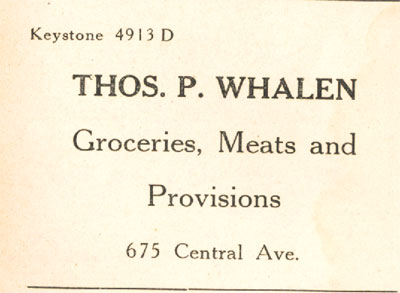 Keystone 4913 D
THOS. P. WHALEN
Groceries, Meats and
Provisions
675 Central Ave.